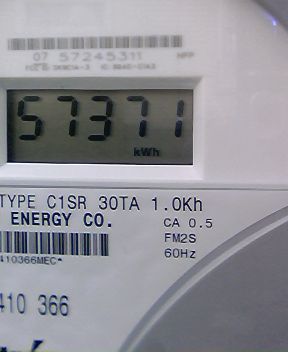 07 57245311 MFP
57371
kWh
TYPE C1SR 30TA 1.0Kh
ENERGY CO.
CA 0.5
FM2S
60Hz
410366MEC*
410 366